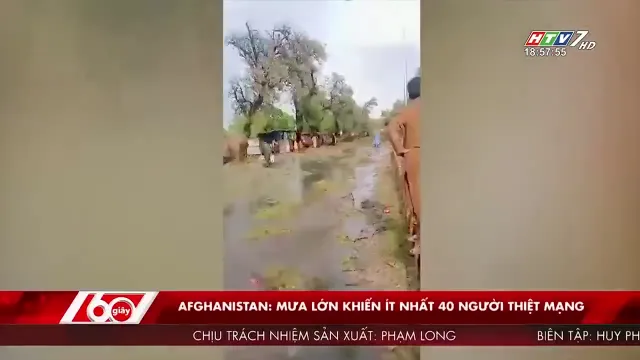 HTV7 HD
18:57:55
60 giây
AFGHANISTAN: MƯA LỚN KHIẾN ÍT NHẤT 40 NGƯỜI THIỆT MẠNG
CHỊU TRÁCH NHIỆM SẢN XUẤT: PHẠM LONG BIÊN TẬP: HUY PH